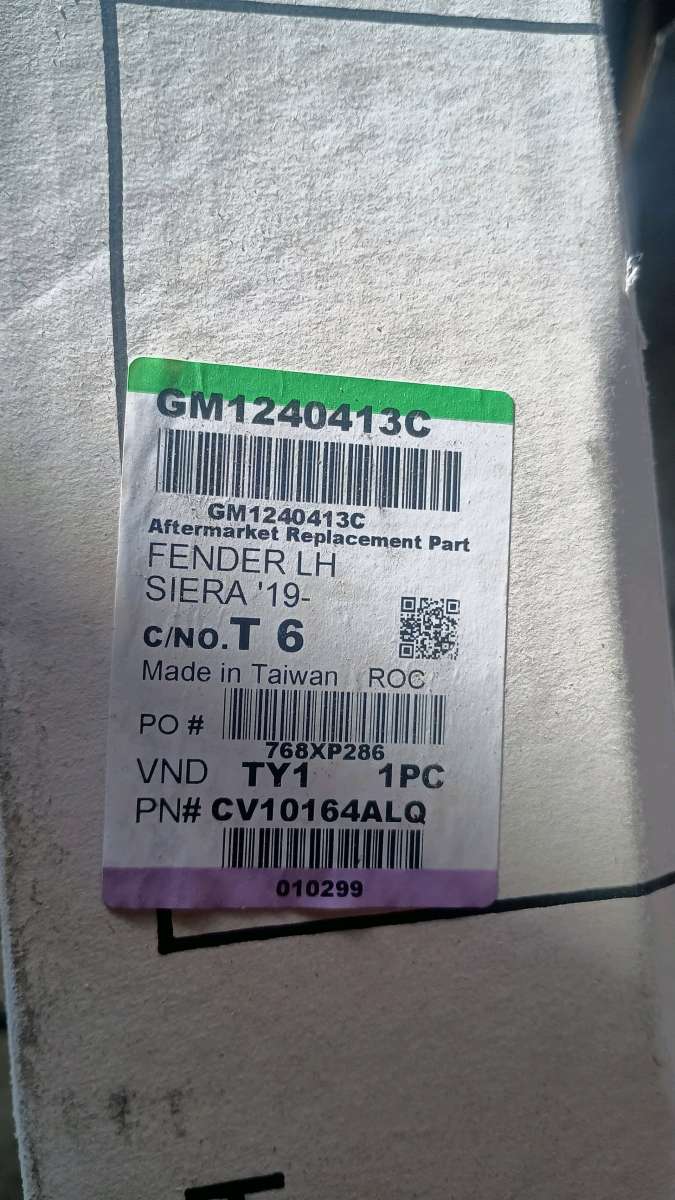 GM1240413C
GM1240413C
Aftermarket Replacement Part
FENDER LH
SIERA '19-
C/NO. T 6
Made in Taiwan ROC
PO #
768XP286
VND TY1 1PC
PN# CV10164ALQ
010299